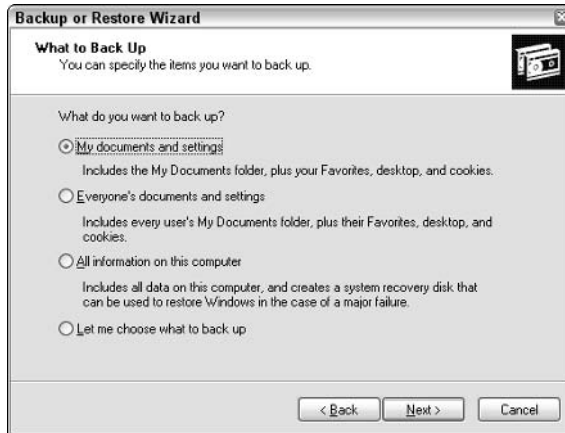 Backup or Restore Wizard
What to Back Up
You can specify the items you want to back up.
What do you want to back up?
My documents and settings
Includes the My Documents folder, plus your Favorites, desktop, and cookies.
Everyone's documents and settings
Includes every user's My Documents folder, plus their Favorites, desktop, and
cookies.
All information on this computer
Includes all data on this computer, and creates a system recovery disk that
can be used to restore Windows in the case of a major failure.
Let me choose what to back up
< Back Next > Cancel